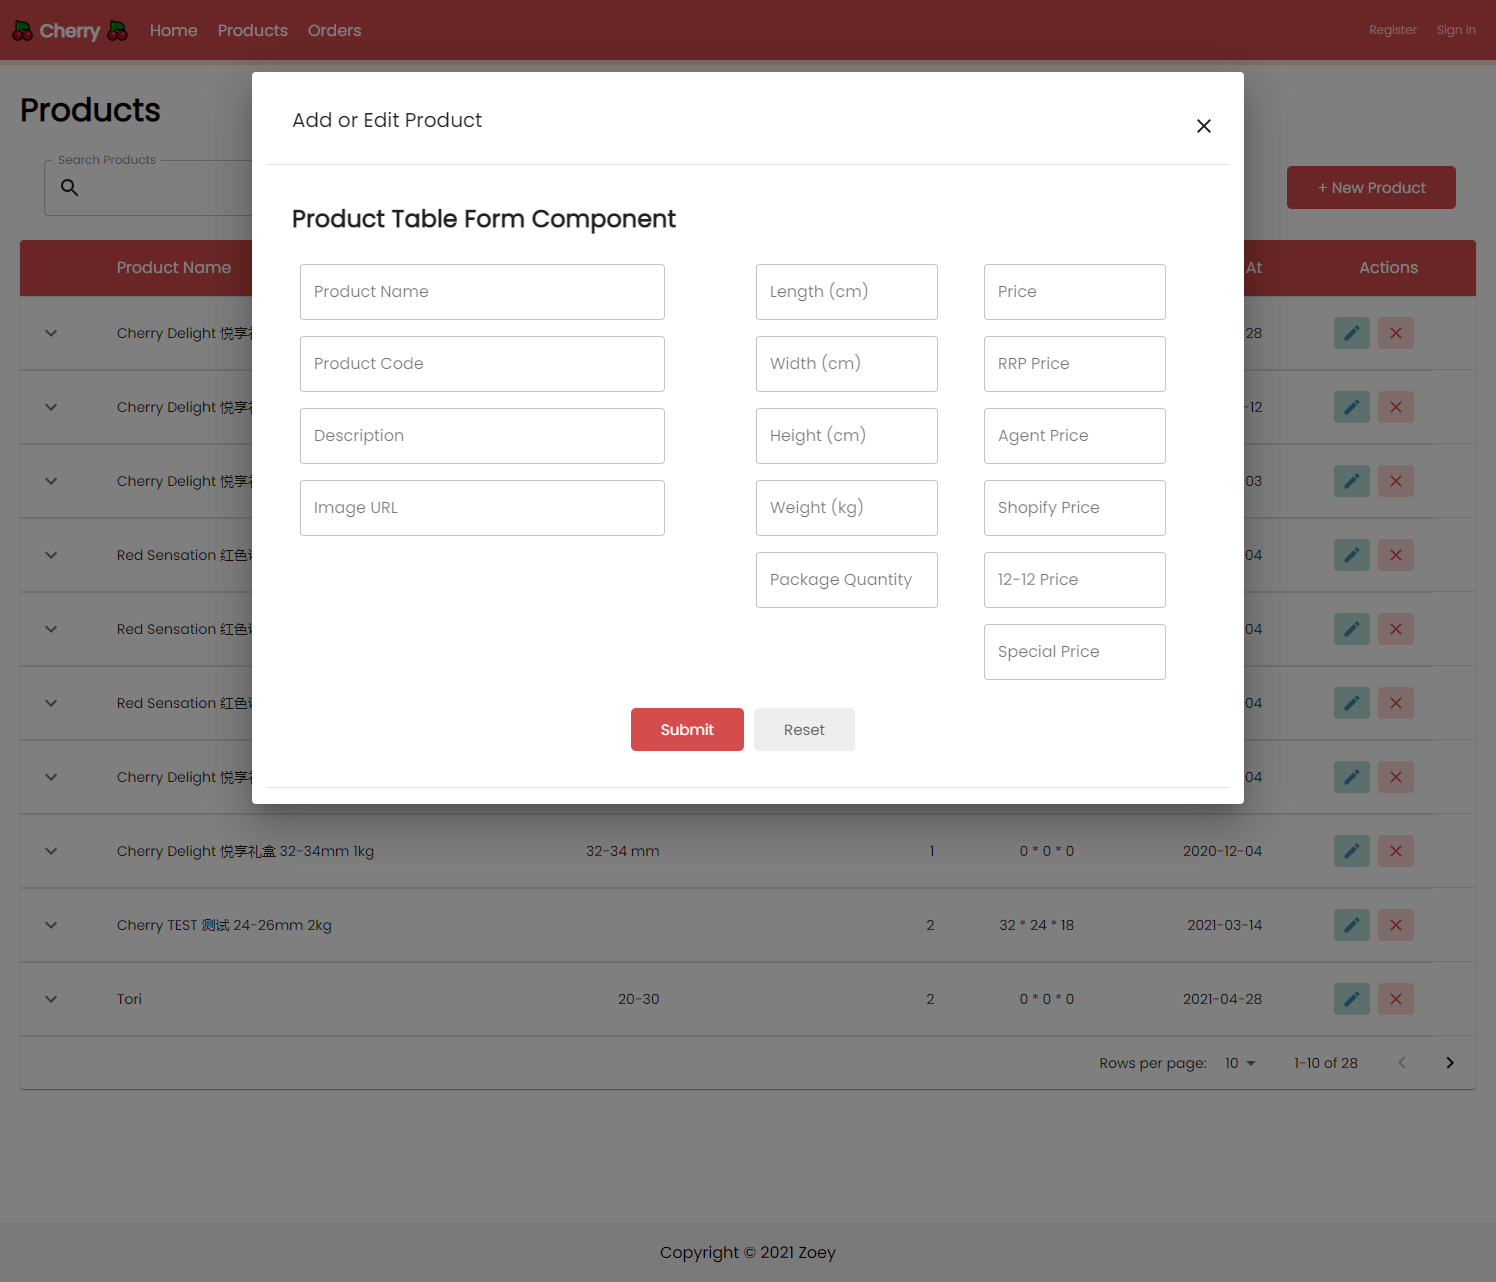 Cherry
Home
Products
Orders
Register
Sign in
Products
Search Products
+ New Product
Add or Edit Product
Product Table Form Component
Product Name
Length (cm)
Price
Product Code
Width (cm)
RRP Price
Description
Height (cm)
Agent Price
Image URL
Weight (kg)
Shopify Price
Package Quantity
12-12 Price
Special Price
Submit
Reset
Product Name
At
Actions
Cherry Delight 悦享
28
Cherry Delight 悦享
-12
Cherry Delight 悦享
03
Red Sensation 红色
04
Red Sensation 红色
04
Red Sensation 红色
04
Cherry Delight 悦享
04
Cherry Delight 悦享礼盒 32-34mm 1kg
32-34 mm
1
0 * 0 * 0
2020-12-04
Cherry TEST 测试 24-26mm 2kg
2
32 * 24 * 18
2021-03-14
Tori
20-30
2
0 * 0 * 0
2021-04-28
Rows per page:
10
1-10 of 28
Copyright © 2021 Zoey